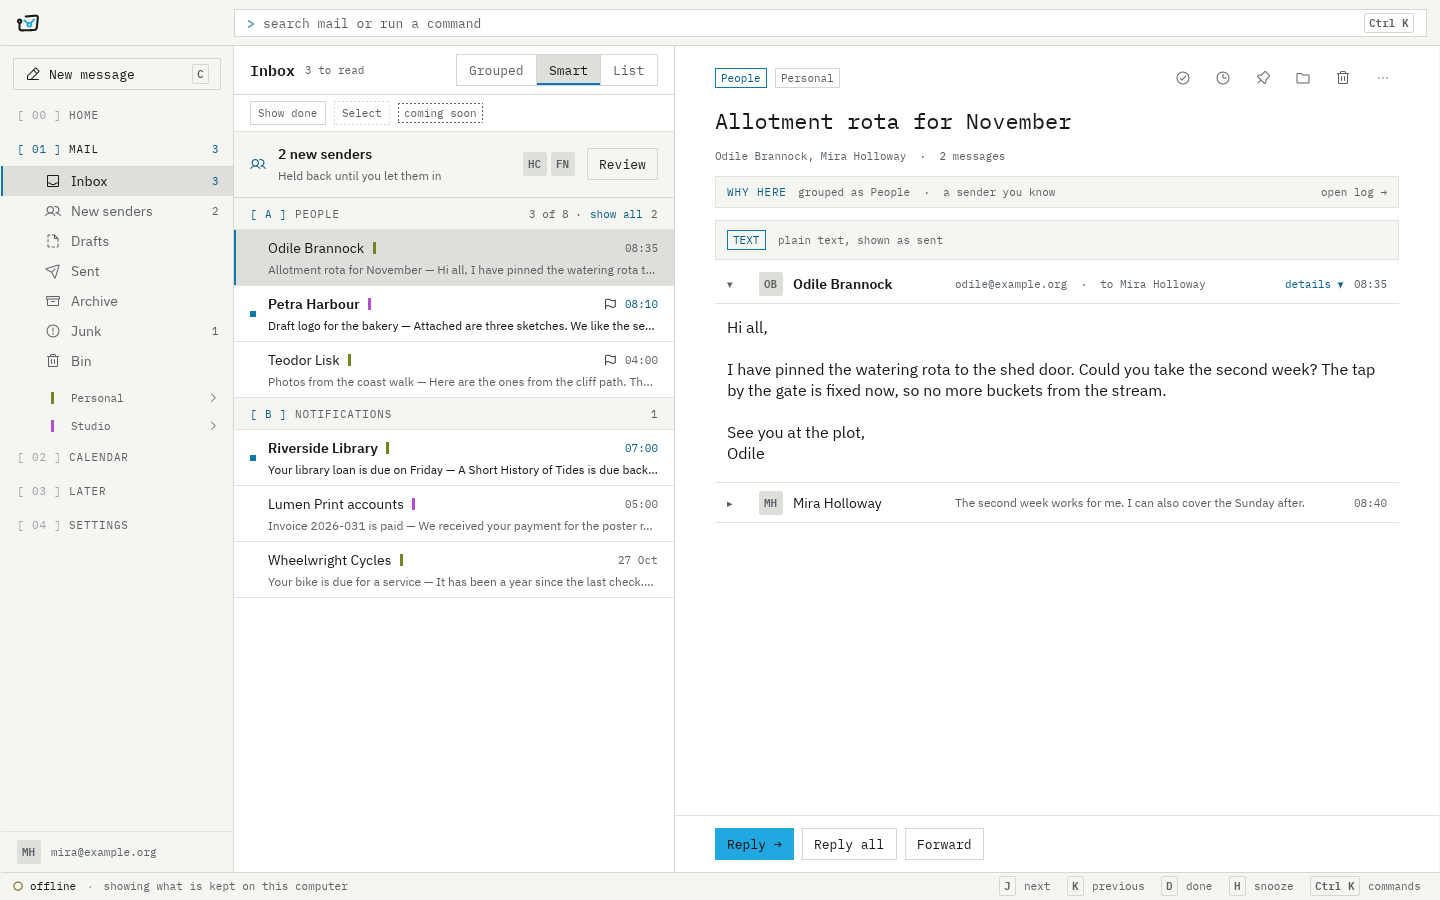 > search mail or run a command Ctrl K
New message C
[ 00 ] HOME
[ 01 ] MAIL 3
Inbox 3
New senders 2
Drafts
Sent
Archive
Junk 1
Bin
Personal
Studio
[ 02 ] CALENDAR
[ 03 ] LATER
[ 04 ] SETTINGS
MH mira@example.org
Inbox 3 to read Grouped Smart List
Show done Select coming soon
2 new senders
Held back until you let them in
HC FN Review
[ A ] PEOPLE 3 of 8 · show all 2
Odile Brannock 08:35
Allotment rota for November — Hi all, I have pinned the watering rota t…
Petra Harbour 08:10
Draft logo for the bakery — Attached are three sketches. We like the se…
Teodor Lisk 04:00
Photos from the coast walk — Here are the ones from the cliff path. Th…
[ B ] NOTIFICATIONS 1
Riverside Library 07:00
Your library loan is due on Friday — A Short History of Tides is due back…
Lumen Print accounts 05:00
Invoice 2026-031 is paid — We received your payment for the poster r…
Wheelwright Cycles 27 Oct
Your bike is due for a service — It has been a year since the last check.…
People Personal ···
Allotment rota for November
Odile Brannock, Mira Holloway · 2 messages
WHY HERE grouped as People · a sender you know open log →
TEXT plain text, shown as sent
▾ OB Odile Brannock odile@example.org · to Mira Holloway details ▾ 08:35
Hi all,
I have pinned the watering rota to the shed door. Could you take the second week? The tap
by the gate is fixed now, so no more buckets from the stream.
See you at the plot,
Odile
▸ MH Mira Holloway The second week works for me. I can also cover the Sunday after. 08:40
Reply → Reply all Forward
offline · showing what is kept on this computer
J next K previous D done H snooze Ctrl K commands